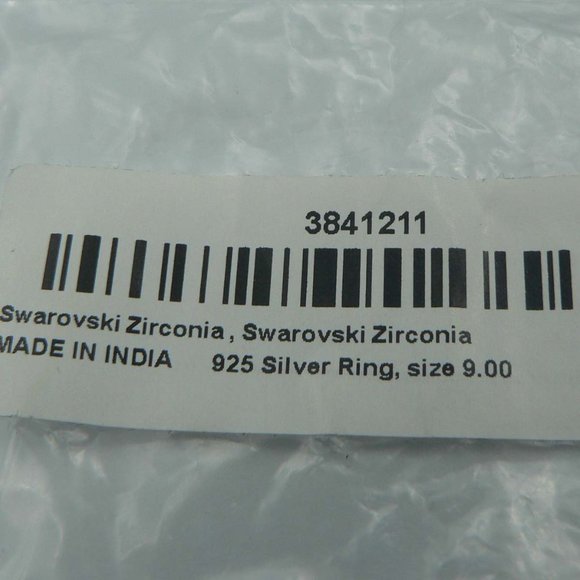 3841211
Swarovski Zirconia , Swarovski Zirconia
MADE IN INDIA 925 Silver Ring, size 9.00